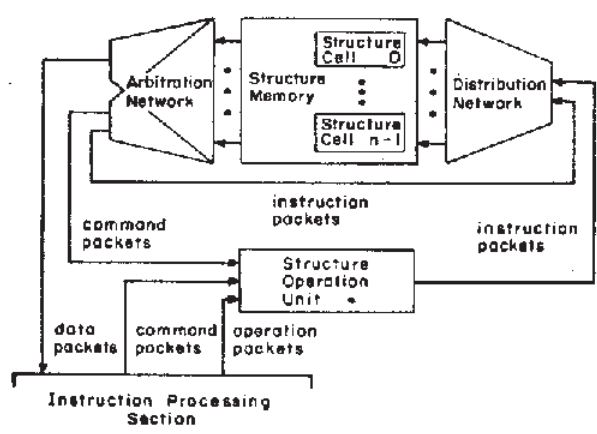 Structure
Cell 0
Arbitration
Network
Structure
Memory
Distribution
Network
Structure
Cell n-1
instruction
packets
command
packets
instruction
packets
Structure
Operation
Unit
data
packets
command
packets
operation
packets
Instruction Processing
Section